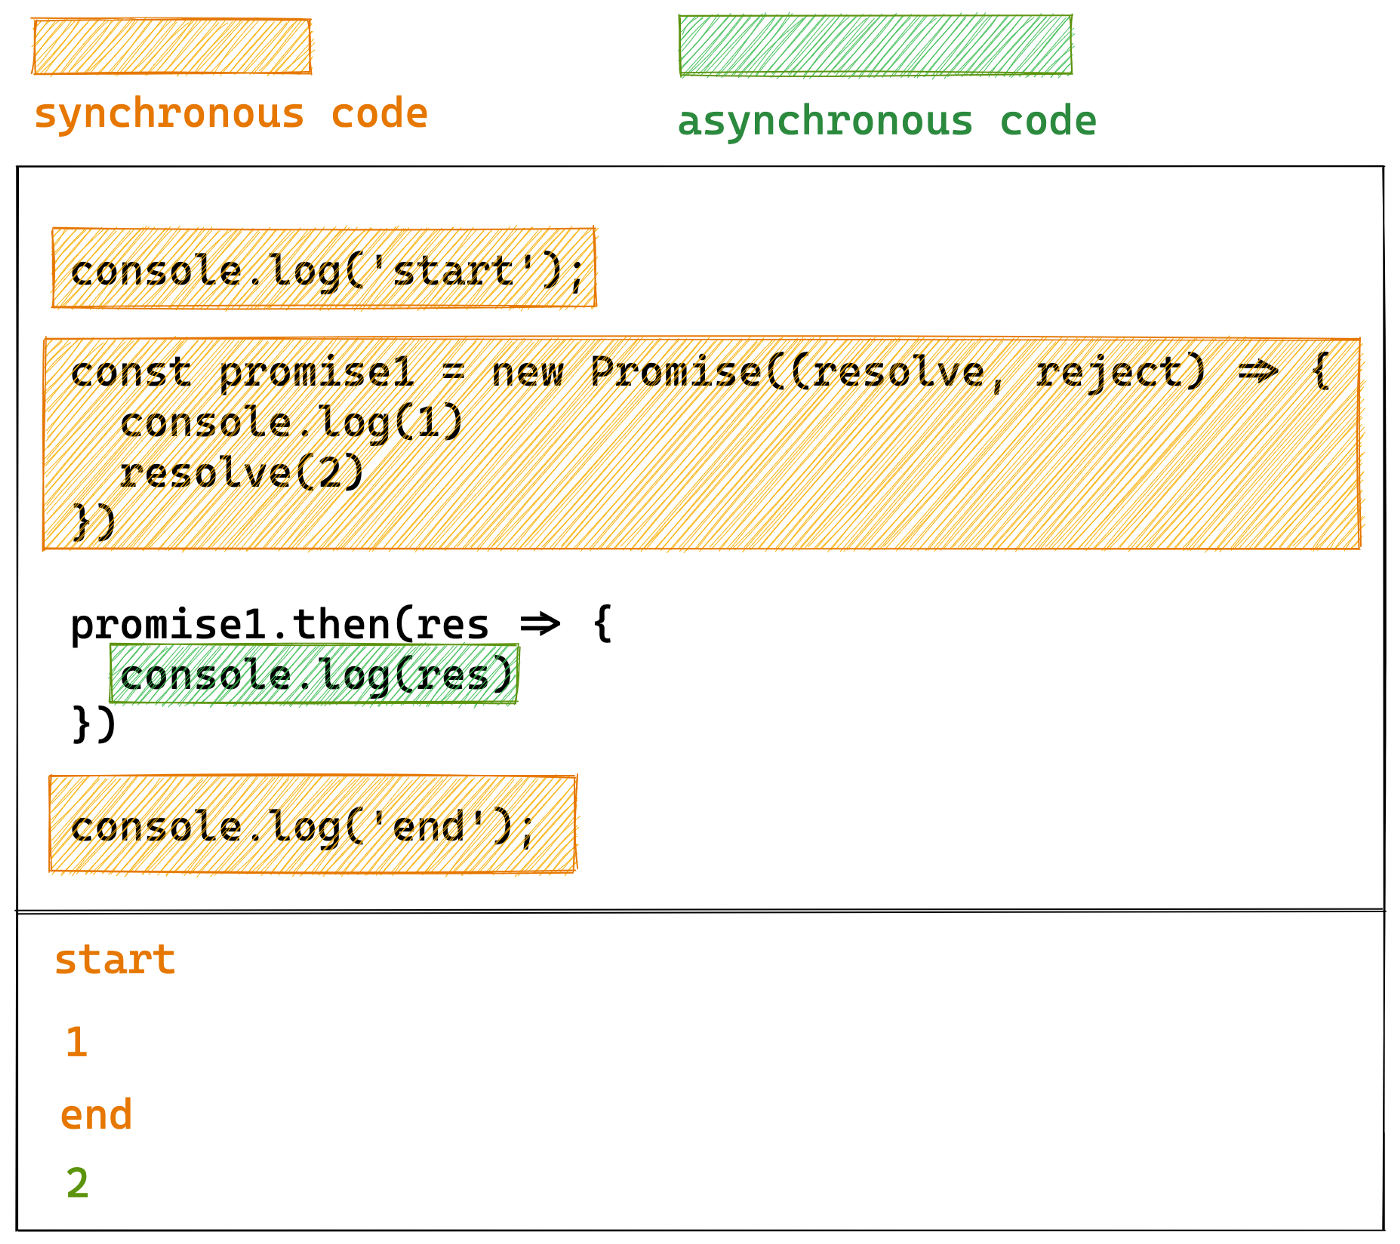 synchronous code
asynchronous code
console.log('start');
const promise1 = new Promise((resolve, reject) => {
  console.log(1)
  resolve(2)
})
promise1.then(res => {
  console.log(res)
})
console.log('end');
start
1
end
2